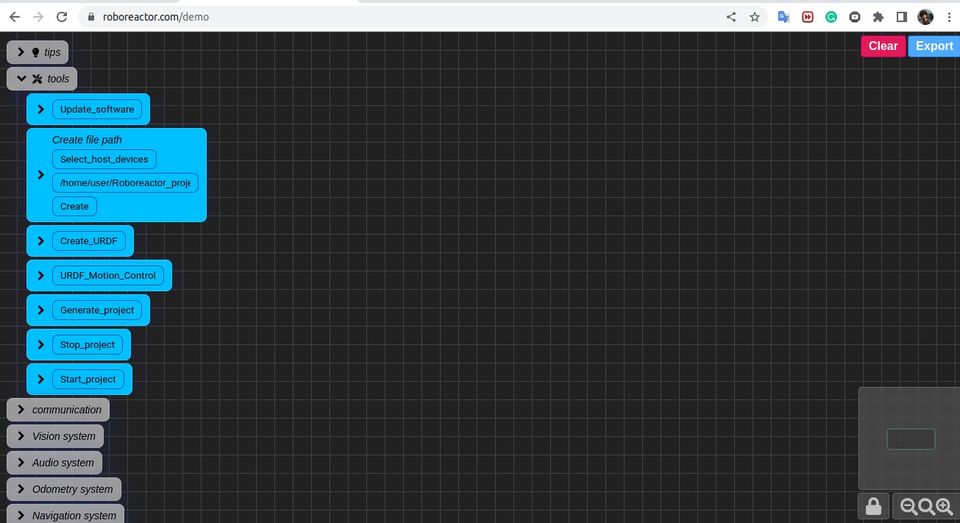 roboreactor.com/demo
Clear
Export
tips
tools
Update_software
Create file path
Select_host_devices
/home/user/Roboreactor_proje
Create
Create_URDF
URDF_Motion_Control
Generate_project
Stop_project
Start_project
communication
Vision system
Audio system
Odometry system
Navigation system